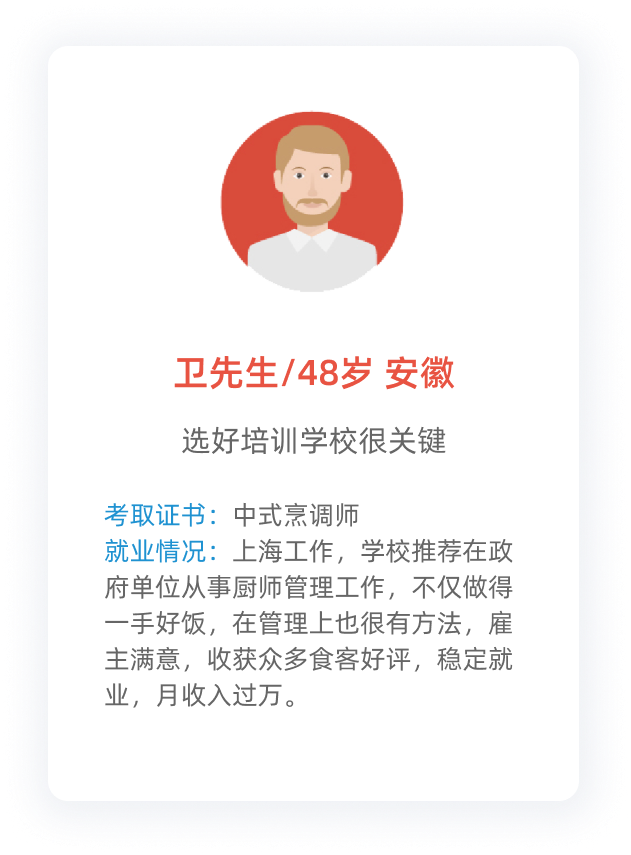 卫先生/48岁 安徽
选好培训学校很关键
考取证书：中式烹调师
就业情况：上海工作，学校推荐在政
府单位从事厨师管理工作，不仅做得
一手好饭，在管理上也很有方法，雇
主满意，收获众多食客好评，稳定就
业，月收入过万。